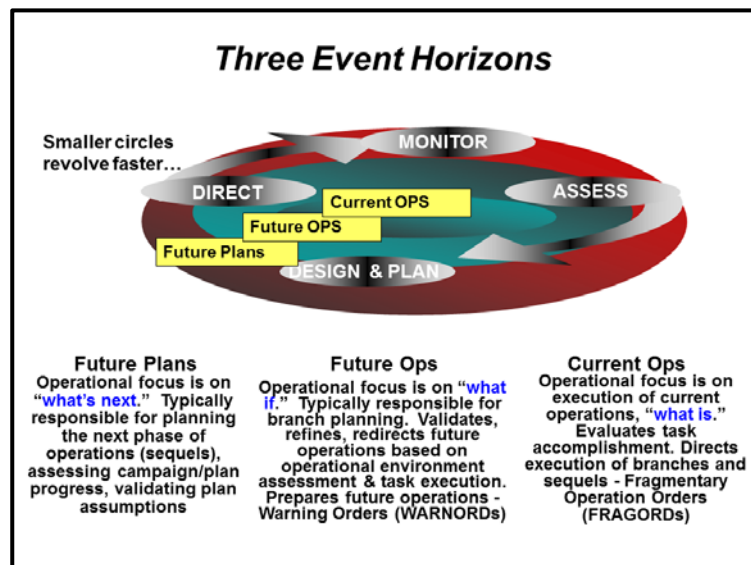 Three Event Horizons
Smaller circles
revolve faster…
MONITOR
DIRECT
ASSESS
Current OPS
Future OPS
Future Plans
DESIGN & PLAN
Future Plans
Operational focus is on
“what’s next.” Typically
responsible for planning
the next phase of
operations (sequels),
assessing campaign/plan
progress, validating plan
assumptions
Future Ops
Operational focus is on “what
if.” Typically responsible for
branch planning. Validates,
refines, redirects future
operations based on
operational environment
assessment & task execution.
Prepares future operations -
Warning Orders (WARNORDs)
Current Ops
Operational focus is on
execution of current
operations, “what is.”
Evaluates task
accomplishment. Directs
execution of branches and
sequels - Fragmentary
Operation Orders
(FRAGORDs)